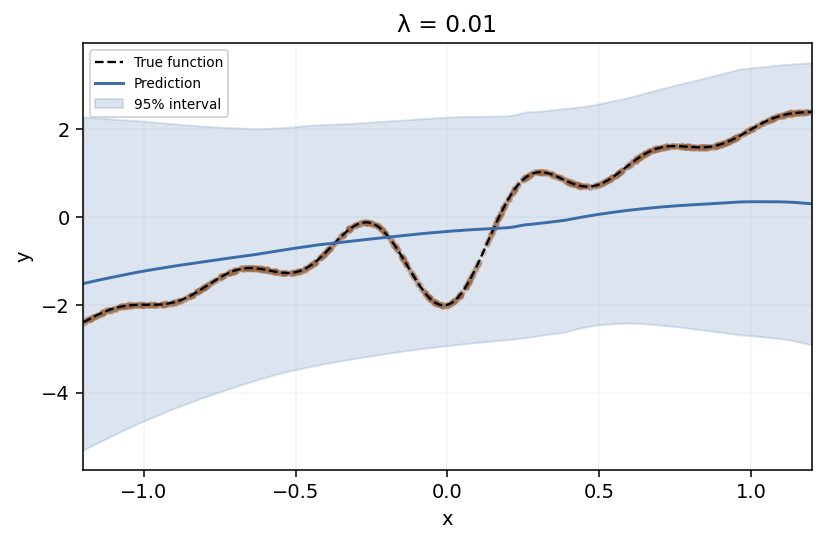 λ = 0.01
True function
Prediction
95% interval
y
2
0
−2
−4
−1.0 −0.5 0.0 0.5 1.0
x